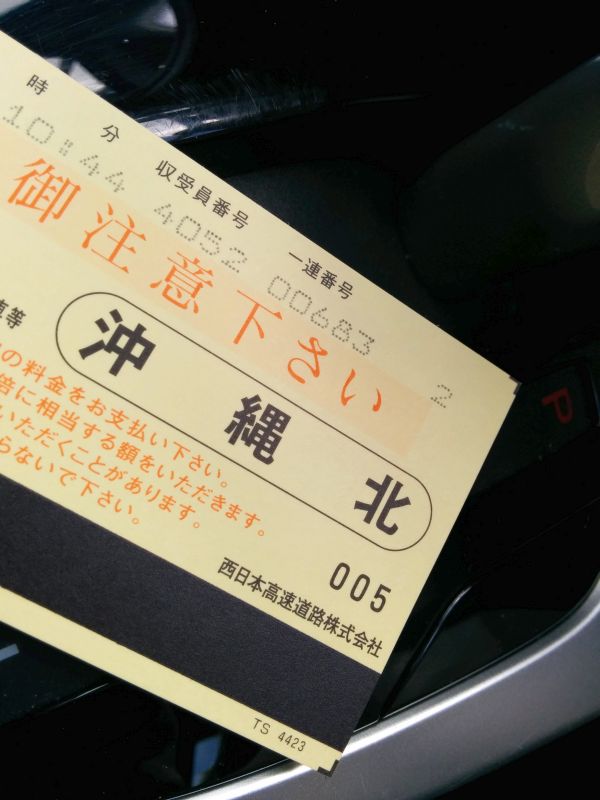 時 分 収受員番号 一連番号
10:44 4052 00683 2
御注意下さい
等
沖縄北
の料金をお支払い下さい。
に相当する額をいただきます。
いただくことがあります。
らないで下さい。
005
西日本高速道路株式会社
TS 4423
P